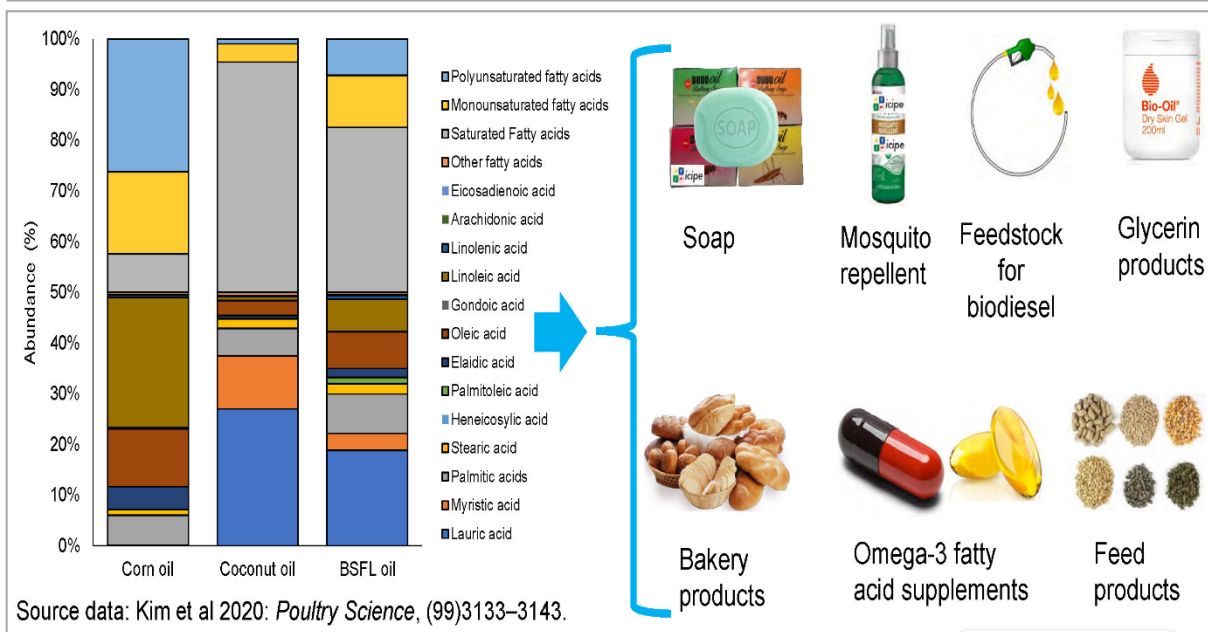 100%
90%
80%
70%
60%
50%
40%
30%
20%
10%
0%
Abundance (%)
Corn oil
Coconut oil
BSFL oil
Polyunsaturated fatty acids
Monounsaturated fatty acids
Saturated Fatty acids
Other fatty acids
Eicosadienoic acid
Arachidonic acid
Linolenic acid
Linoleic acid
Gondoic acid
Oleic acid
Elaidic acid
Palmitoleic acid
Heneicosylic acid
Stearic acid
Palmitic acids
Myristic acid
Lauric acid
Source data: Kim et al 2020: Poultry Science, (99)3133–3143.
SOAP
icipe
Soap
icipe
MOSQUITO
REPELLENT
icipe
Mosquito
repellent
Feedstock
for
biodiesel
Bio-Oil®
Dry Skin Gel
200ml
Glycerin
products
Bakery
products
Omega-3 fatty
acid supplements
Feed
products